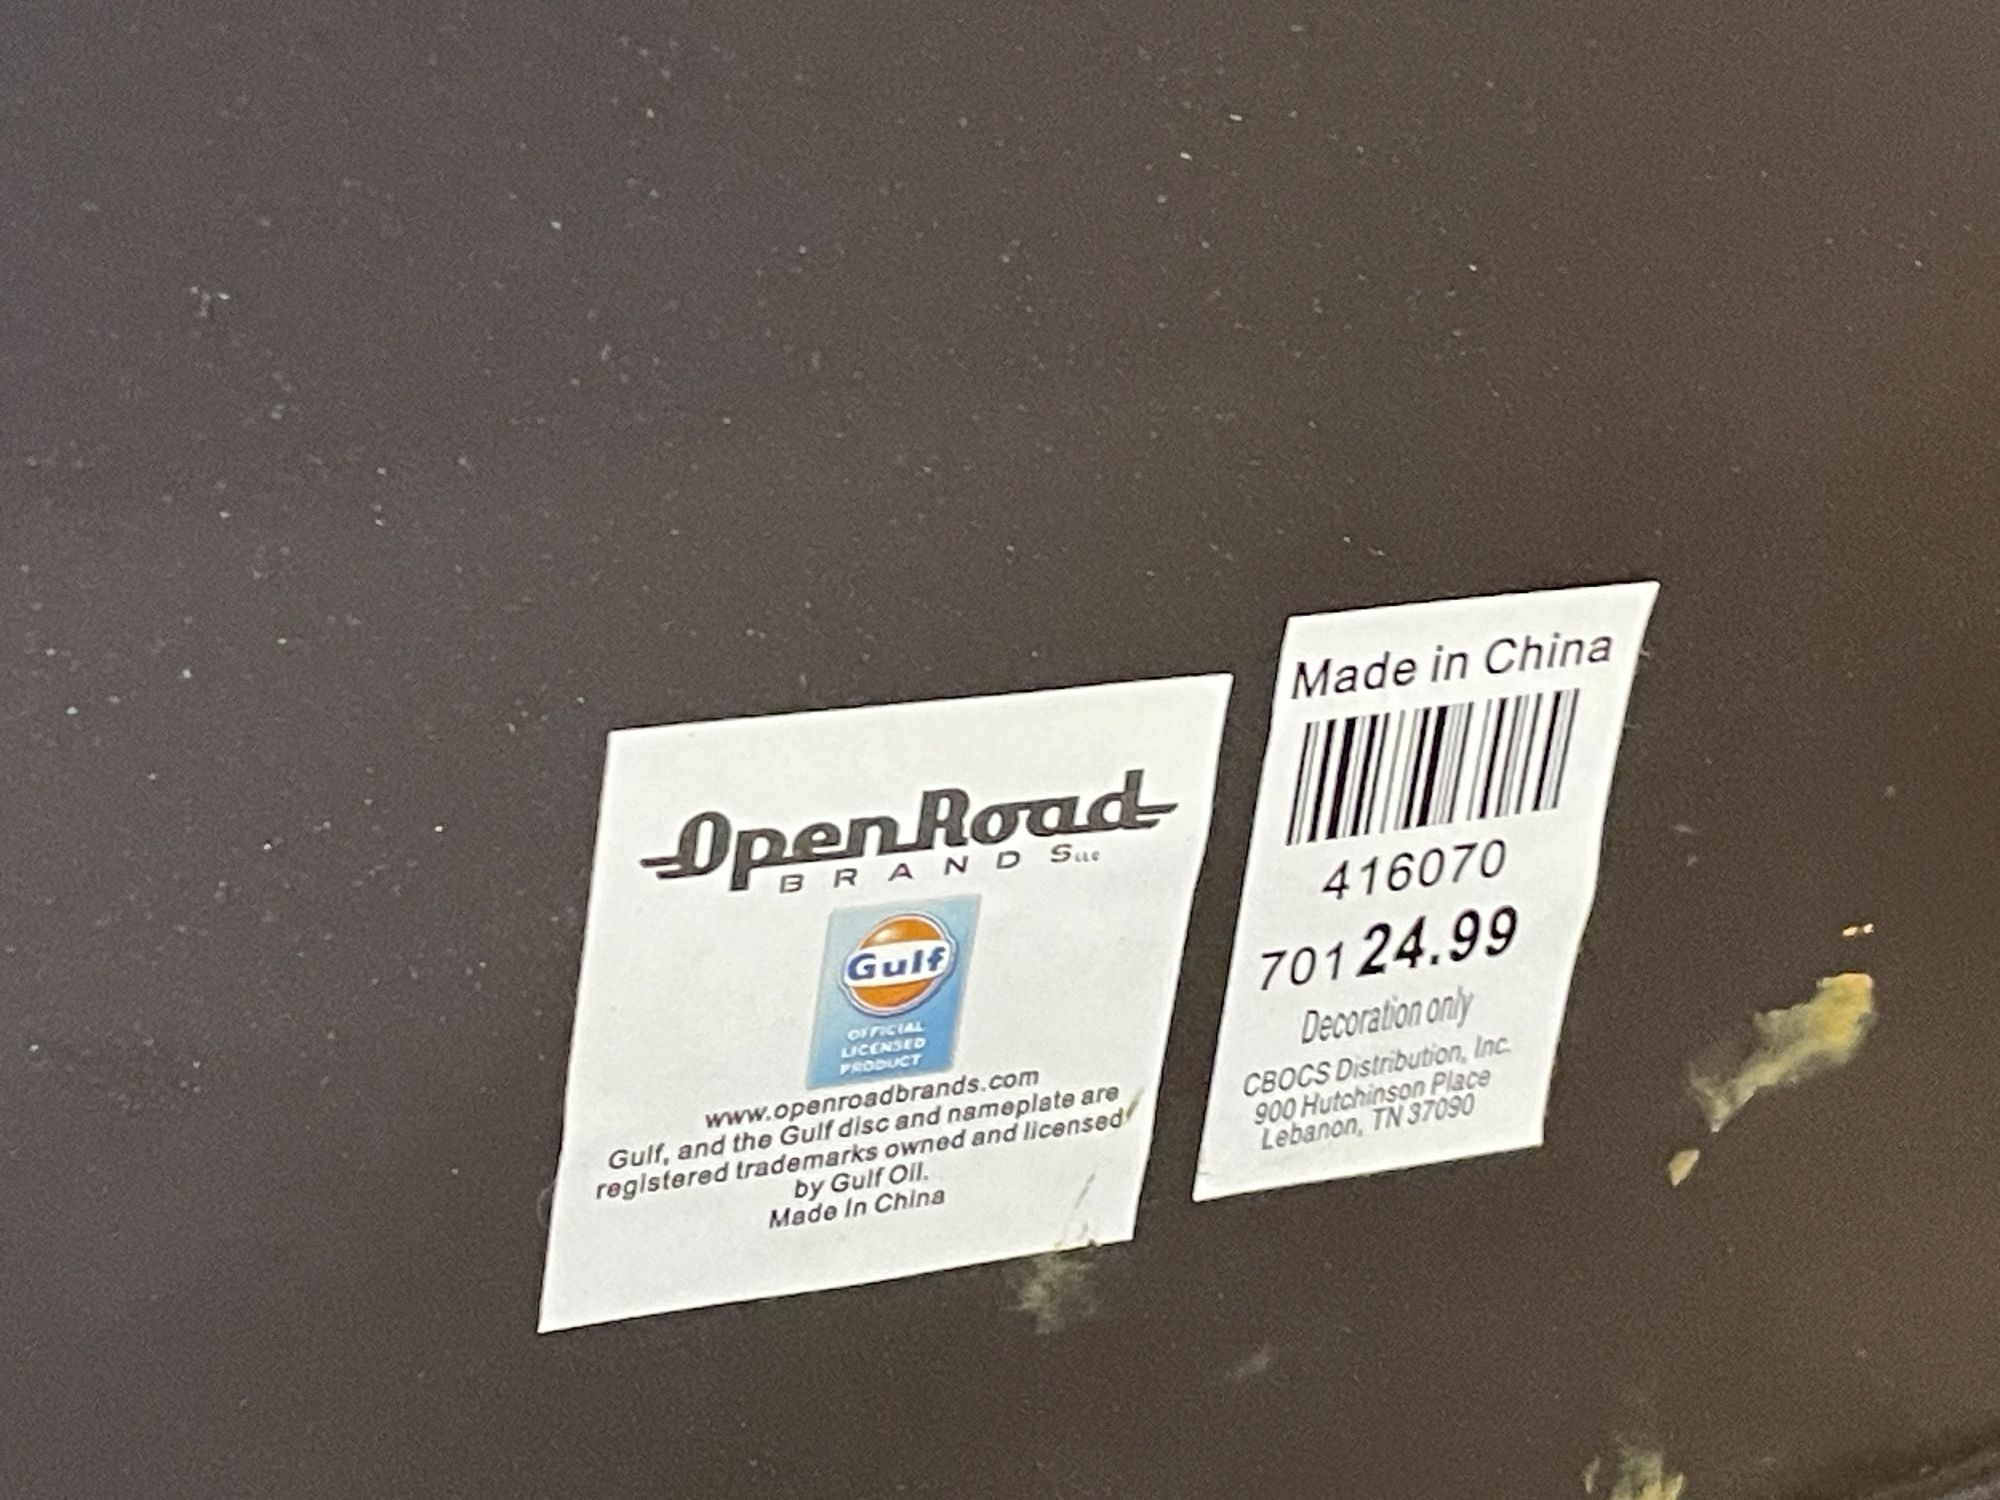 Open Road
BRANDS LLC
Gulf
OFFICIAL
LICENSED
PRODUCT
www.openroadbrands.com
Gulf, and the Gulf disc and nameplate are
registered trademarks owned and licensed
by Gulf Oil.
Made In China
Made in China
416070
701 24.99
Decoration only
CBOCS Distribution, Inc.
900 Hutchinson Place
Lebanon, TN 37090